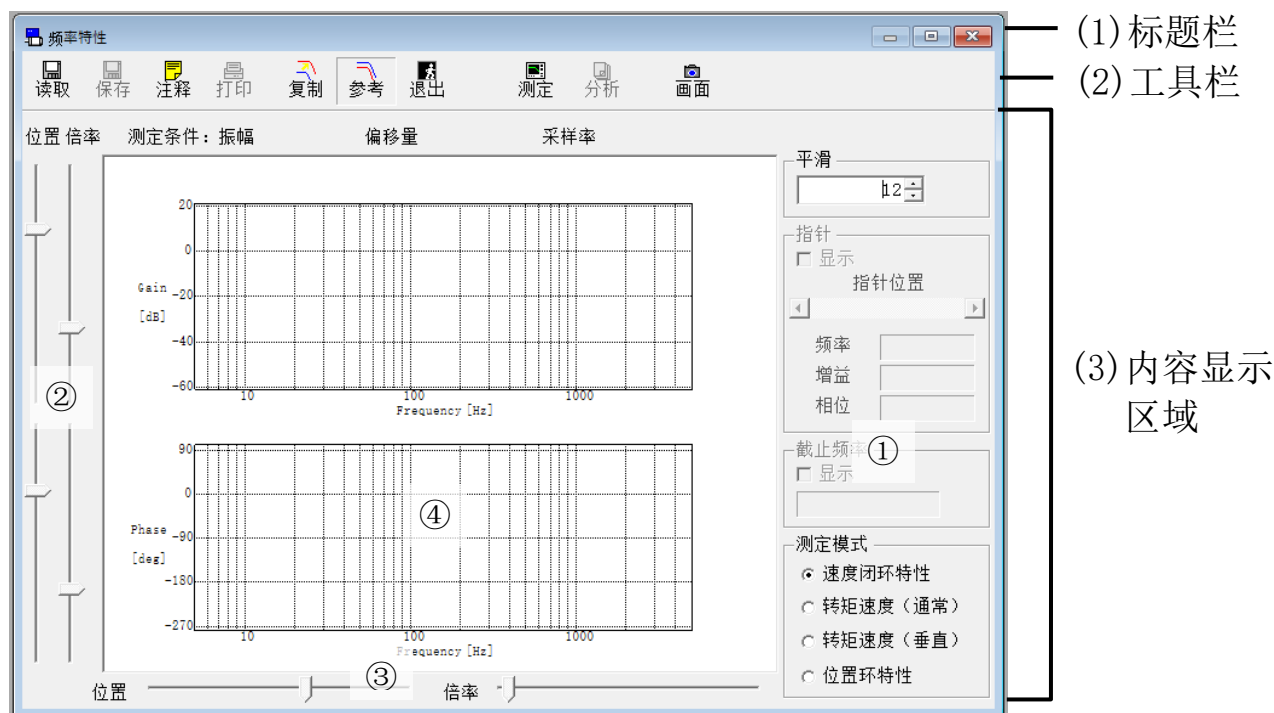 频率特性
(1)标题栏
读取 保存 注释 打印 复制 参考 退出 测定 分析 画面
(2)工具栏
位置 倍率 测定条件：振幅 偏移量 采样率
平滑
12
指针
显示
指针位置
频率
增益
相位
截止频率
①
显示
测定模式
速度闭环特性
转矩速度（通常）
转矩速度（垂直）
位置环特性
(3)内容显示
区域
20
0
Gain
-20
[dB]
-40
-60
10 100 1000
Frequency [Hz]
②
90
0
④
Phase
-90
[deg]
-180
-270
10 100 1000
Frequency [Hz]
位置 ③ 倍率